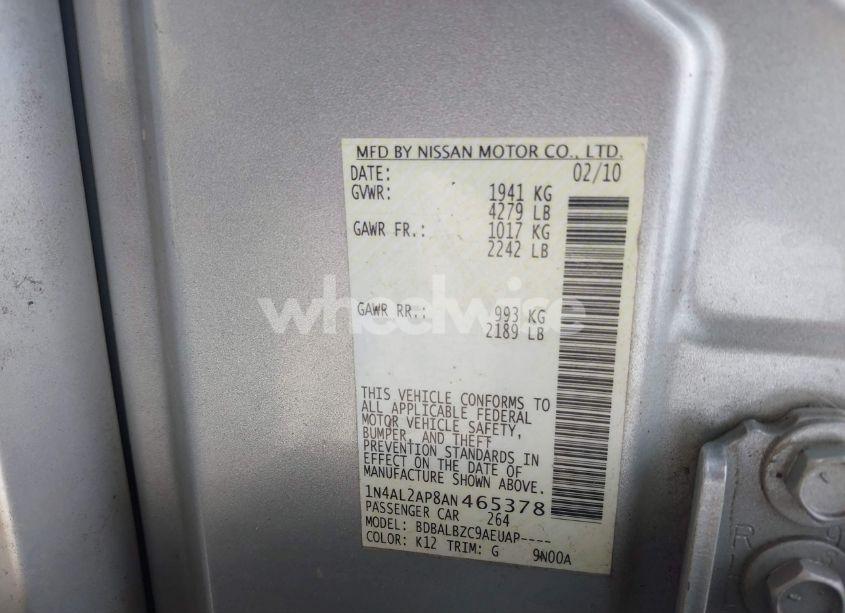 MFD BY NISSAN MOTOR CO., LTD.
DATE: 02/10
GVWR: 1941 KG
4279 LB
GAWR FR.: 1017 KG
2242 LB
wheelwise
GAWR RR.: 993 KG
2189 LB
THIS VEHICLE CONFORMS TO
ALL APPLICABLE FEDERAL
MOTOR VEHICLE SAFETY,
BUMPER, AND THEFT
PREVENTION STANDARDS IN
EFFECT ON THE DATE OF
MANUFACTURE SHOWN ABOVE.
1N4AL2AP8AN465378
PASSENGER CAR 264
MODEL: BDBALBZC9AEUAP----
COLOR: K12 TRIM: G 9N00A
R
9